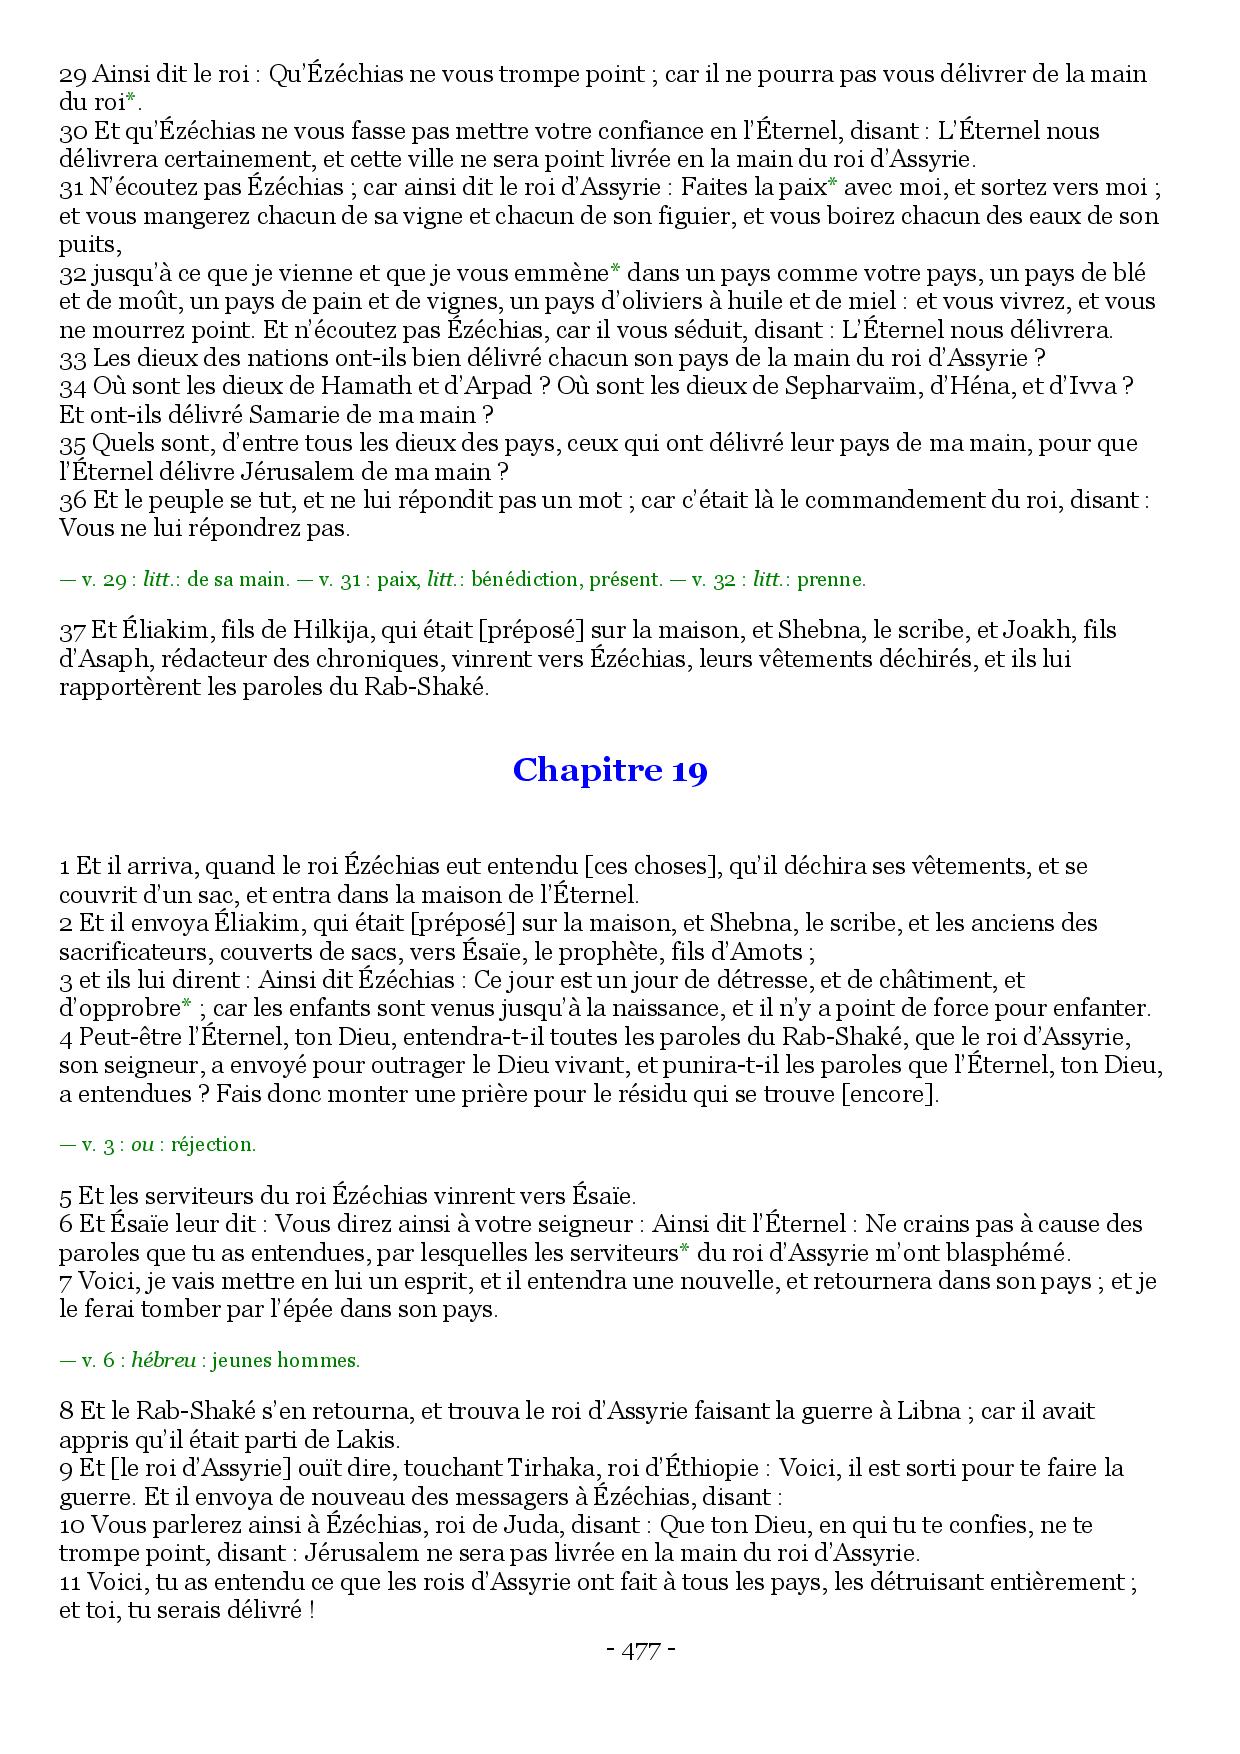 29 Ainsi dit le roi : Qu’Ézéchias ne vous trompe point ; car il ne pourra pas vous délivrer de la main
du roi*.
30 Et qu’Ézéchias ne vous fasse pas mettre votre confiance en l’Éternel, disant : L’Éternel nous
délivrera certainement, et cette ville ne sera point livrée en la main du roi d’Assyrie.
31 N’écoutez pas Ézéchias ; car ainsi dit le roi d’Assyrie : Faites la paix* avec moi, et sortez vers moi ;
et vous mangerez chacun de sa vigne et chacun de son figuier, et vous boirez chacun des eaux de son
puits,
32 jusqu’à ce que je vienne et que je vous emmène* dans un pays comme votre pays, un pays de blé
et de moût, un pays de pain et de vignes, un pays d’oliviers à huile et de miel : et vous vivrez, et vous
ne mourrez point. Et n’écoutez pas Ézéchias, car il vous séduit, disant : L’Éternel nous délivrera.
33 Les dieux des nations ont-ils bien délivré chacun son pays de la main du roi d’Assyrie ?
34 Où sont les dieux de Hamath et d’Arpad ? Où sont les dieux de Sepharvaïm, d’Héna, et d’Ivva ?
Et ont-ils délivré Samarie de ma main ?
35 Quels sont, d’entre tous les dieux des pays, ceux qui ont délivré leur pays de ma main, pour que
l’Éternel délivre Jérusalem de ma main ?
36 Et le peuple se tut, et ne lui répondit pas un mot ; car c’était là le commandement du roi, disant :
Vous ne lui répondrez pas.
— v. 29 : litt.: de sa main. — v. 31 : paix, litt.: bénédiction, présent. — v. 32 : litt.: prenne.
37 Et Éliakim, fils de Hilkija, qui était [préposé] sur la maison, et Shebna, le scribe, et Joakh, fils
d’Asaph, rédacteur des chroniques, vinrent vers Ézéchias, leurs vêtements déchirés, et ils lui
rapportèrent les paroles du Rab-Shaké.
Chapitre 19
1 Et il arriva, quand le roi Ézéchias eut entendu [ces choses], qu’il déchira ses vêtements, et se
couvrit d’un sac, et entra dans la maison de l’Éternel.
2 Et il envoya Éliakim, qui était [préposé] sur la maison, et Shebna, le scribe, et les anciens des
sacrificateurs, couverts de sacs, vers Ésaïe, le prophète, fils d’Amots ;
3 et ils lui dirent : Ainsi dit Ézéchias : Ce jour est un jour de détresse, et de châtiment, et
d’opprobre* ; car les enfants sont venus jusqu’à la naissance, et il n’y a point de force pour enfanter.
4 Peut-être l’Éternel, ton Dieu, entendra-t-il toutes les paroles du Rab-Shaké, que le roi d’Assyrie,
son seigneur, a envoyé pour outrager le Dieu vivant, et punira-t-il les paroles que l’Éternel, ton Dieu,
a entendues ? Fais donc monter une prière pour le résidu qui se trouve [encore].
— v. 3 : ou : réjection.
5 Et les serviteurs du roi Ézéchias vinrent vers Ésaïe.
6 Et Ésaïe leur dit : Vous direz ainsi à votre seigneur : Ainsi dit l’Éternel : Ne crains pas à cause des
paroles que tu as entendues, par lesquelles les serviteurs* du roi d’Assyrie m’ont blasphémé.
7 Voici, je vais mettre en lui un esprit, et il entendra une nouvelle, et retournera dans son pays ; et je
le ferai tomber par l’épée dans son pays.
— v. 6 : hébreu : jeunes hommes.
8 Et le Rab-Shaké s’en retourna, et trouva le roi d’Assyrie faisant la guerre à Libna ; car il avait
appris qu’il était parti de Lakis.
9 Et [le roi d’Assyrie] ouït dire, touchant Tirhaka, roi d’Éthiopie : Voici, il est sorti pour te faire la
guerre. Et il envoya de nouveau des messagers à Ézéchias, disant :
10 Vous parlerez ainsi à Ézéchias, roi de Juda, disant : Que ton Dieu, en qui tu te confies, ne te
trompe point, disant : Jérusalem ne sera pas livrée en la main du roi d’Assyrie.
11 Voici, tu as entendu ce que les rois d’Assyrie ont fait à tous les pays, les détruisant entièrement ;
et toi, tu serais délivré !
- 477 -